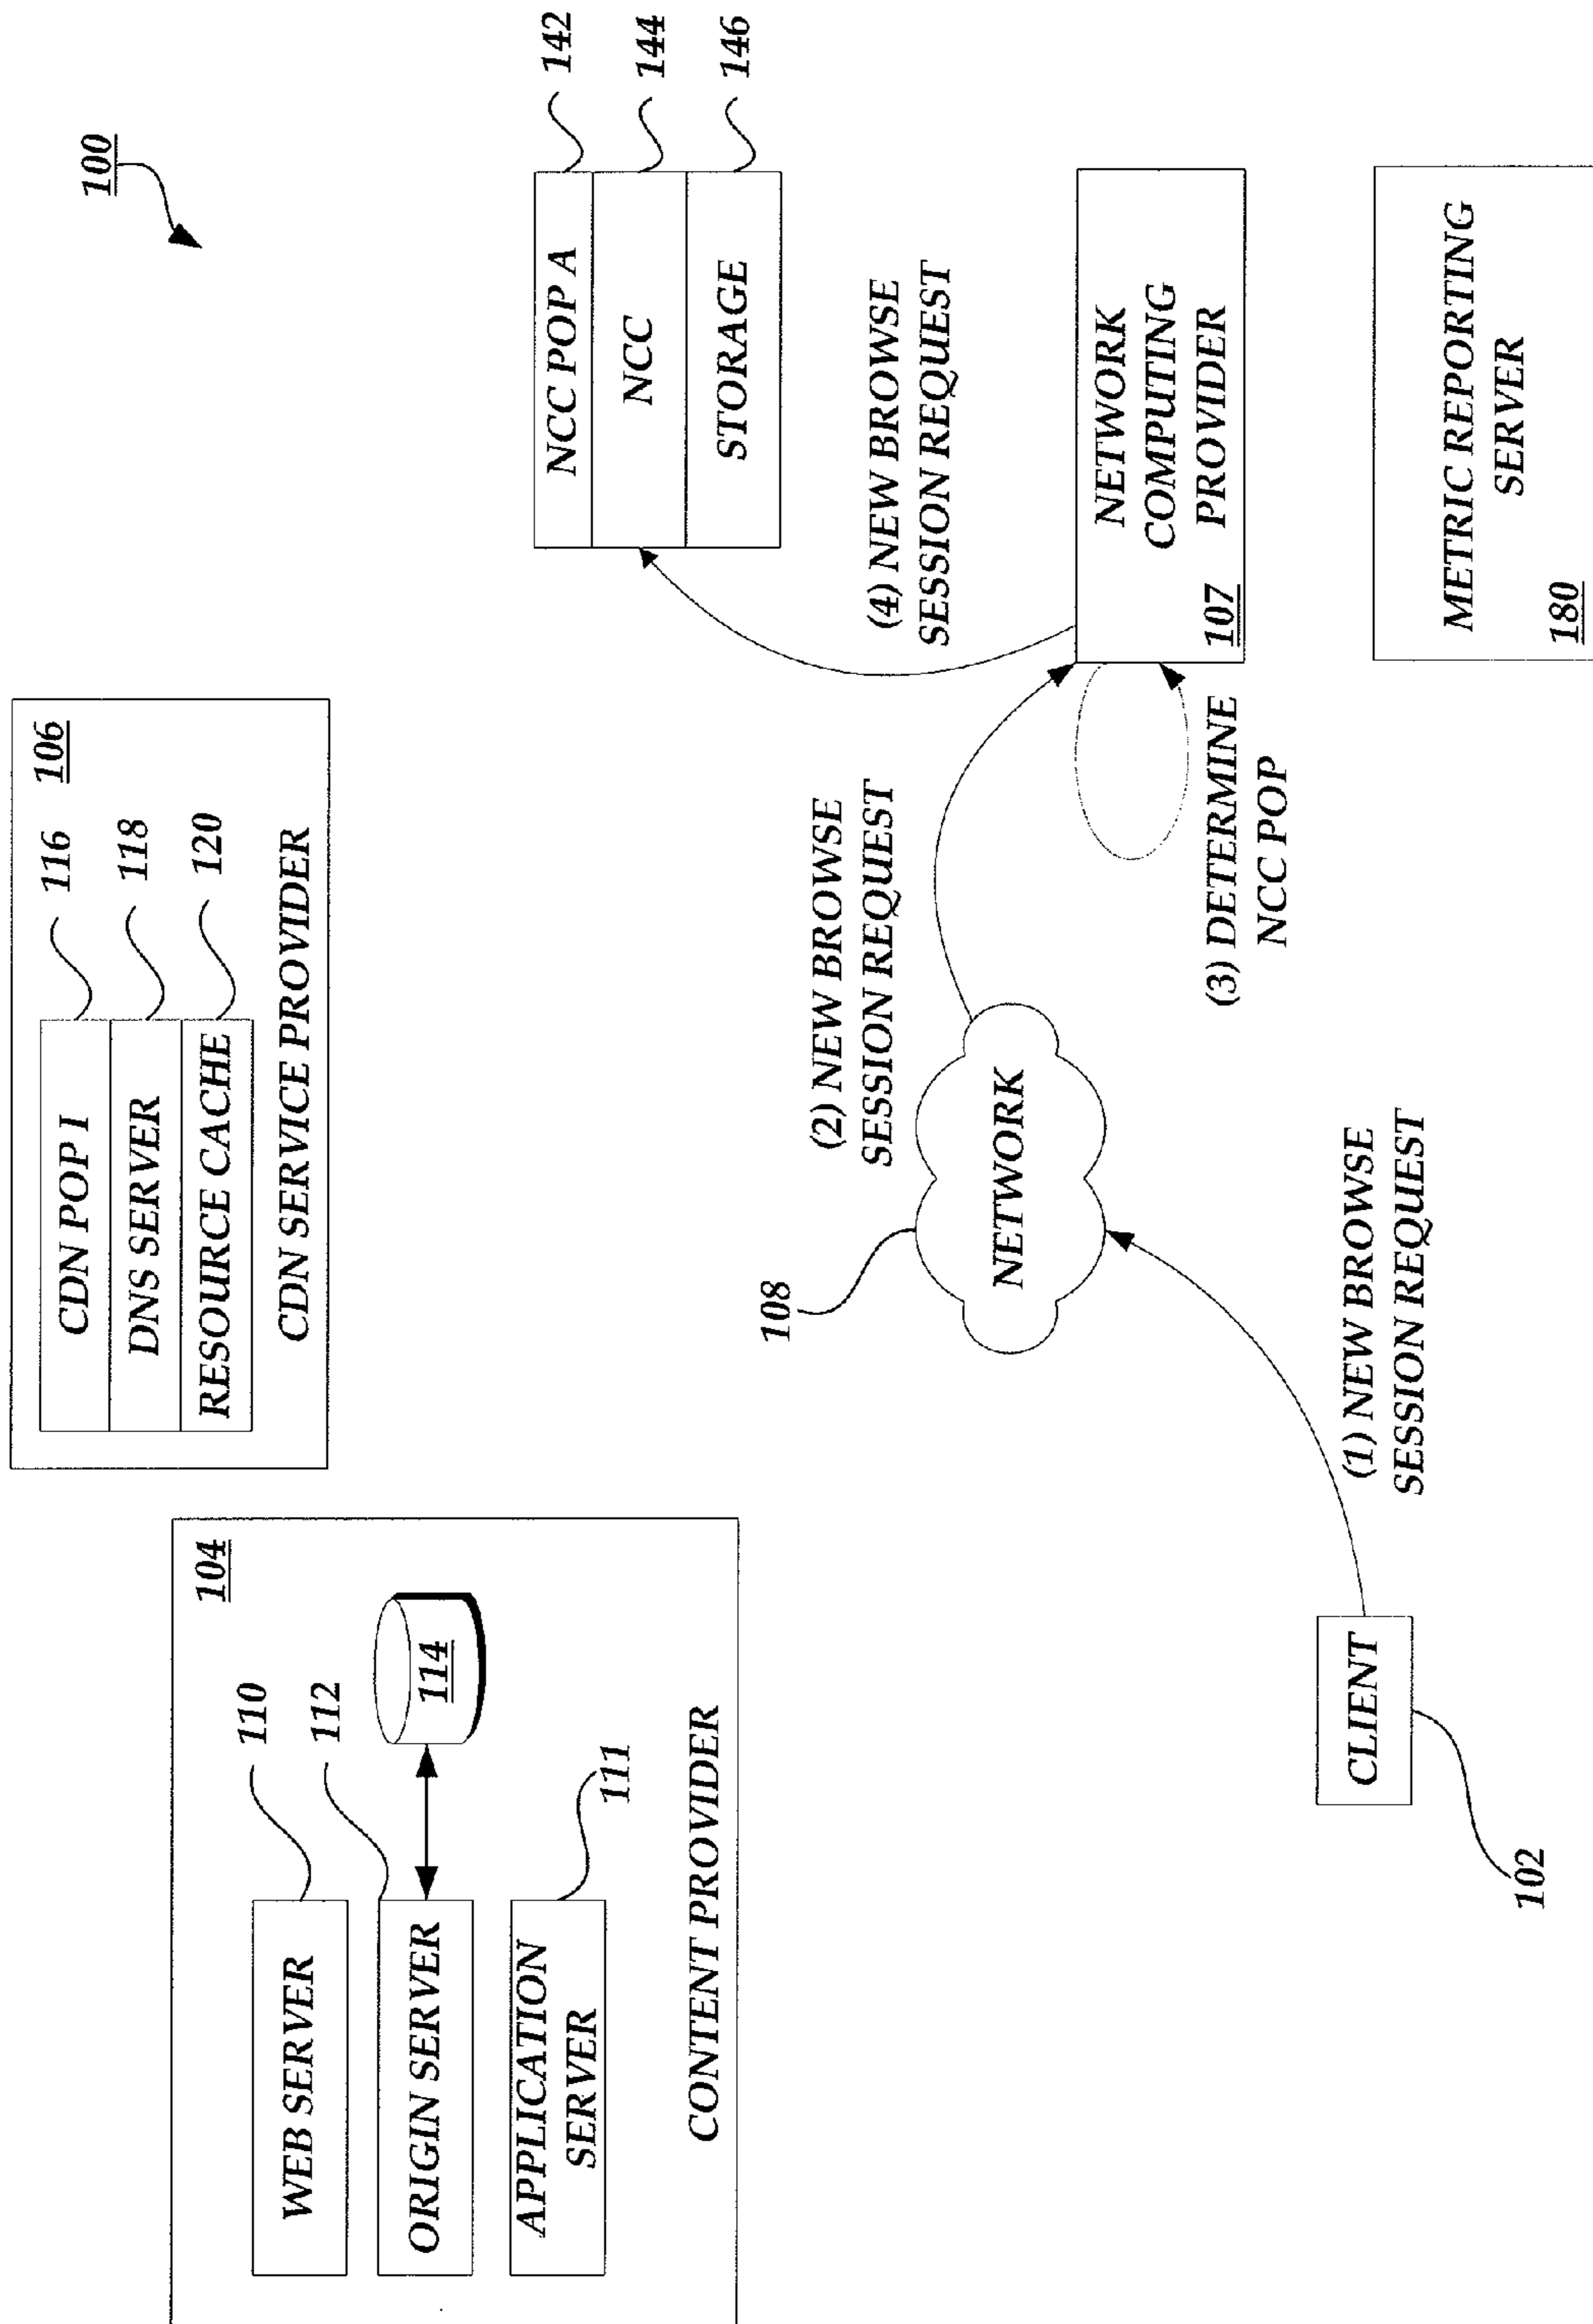 100
106
CDN POP I
116
DNS SERVER
118
RESOURCE CACHE
120
CDN SERVICE PROVIDER
104
WEB SERVER
110
ORIGIN SERVER
112
114
APPLICATION
SERVER
111
CONTENT PROVIDER
NCC POP A
142
NCC
144
STORAGE
146
(4) NEW BROWSE
SESSION REQUEST
(2) NEW BROWSE
SESSION REQUEST
108
NETWORK
NETWORK
COMPUTING
PROVIDER
107
(3) DETERMINE
NCC POP
(1) NEW BROWSE
SESSION REQUEST
CLIENT
102
METRIC REPORTING
SERVER
180